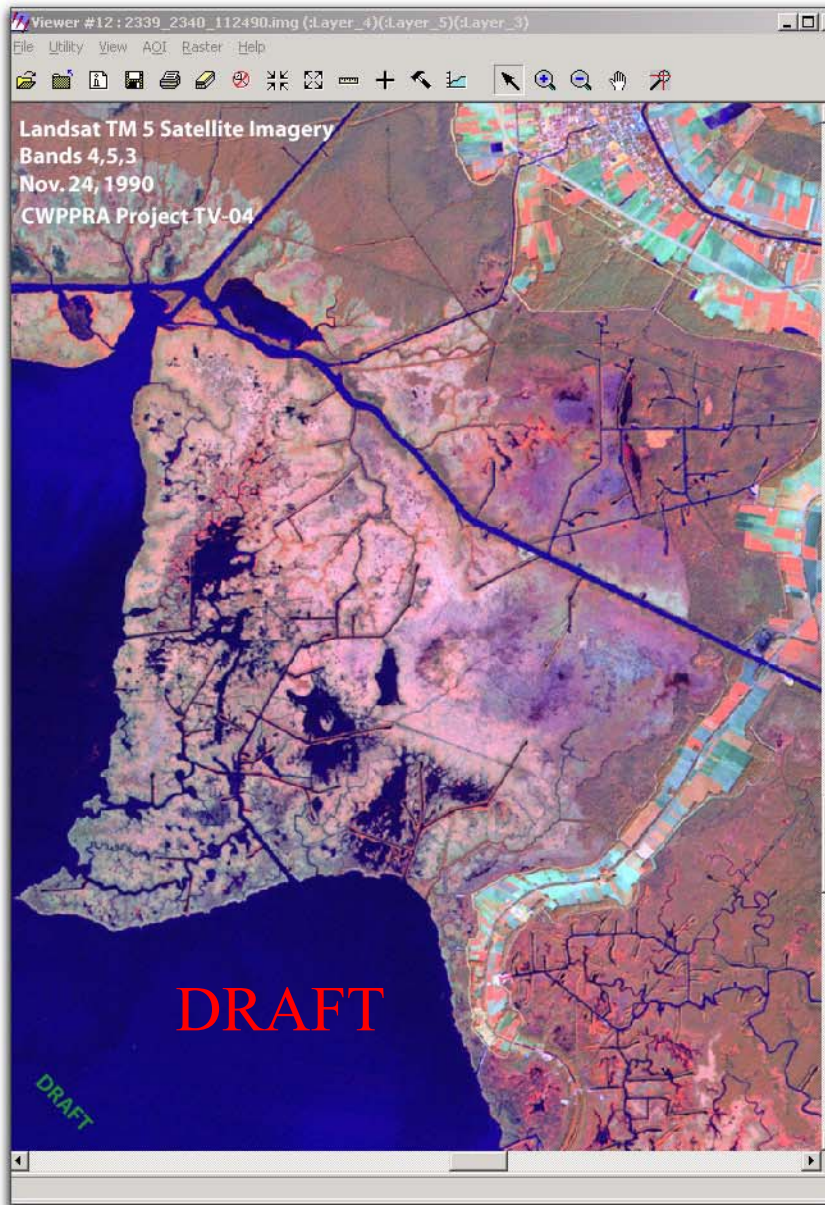 Viewer #12 : 2339_2340_112490.img (:Layer_4)(:Layer_5)(:Layer_3)
File Utility View AOI Raster Help
Landsat TM 5 Satellite Imagery
Bands 4,5,3
Nov. 24, 1990
CWPPRA Project TV-04
DRAFT
DRAFT